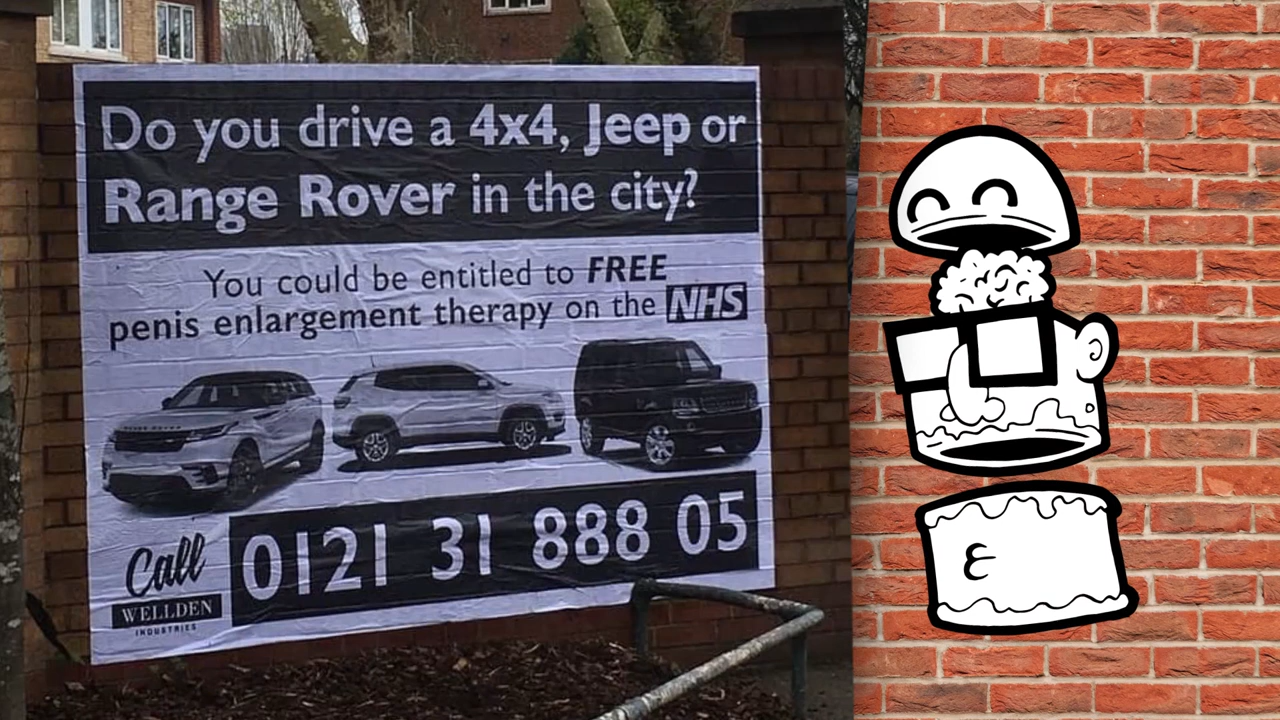 Do you drive a 4x4, Jeep or
Range Rover in the city?
You could be entitled to FREE
penis enlargement therapy on the NHS
Call
WELLDEN
INDUSTRIES
0121 31 888 05